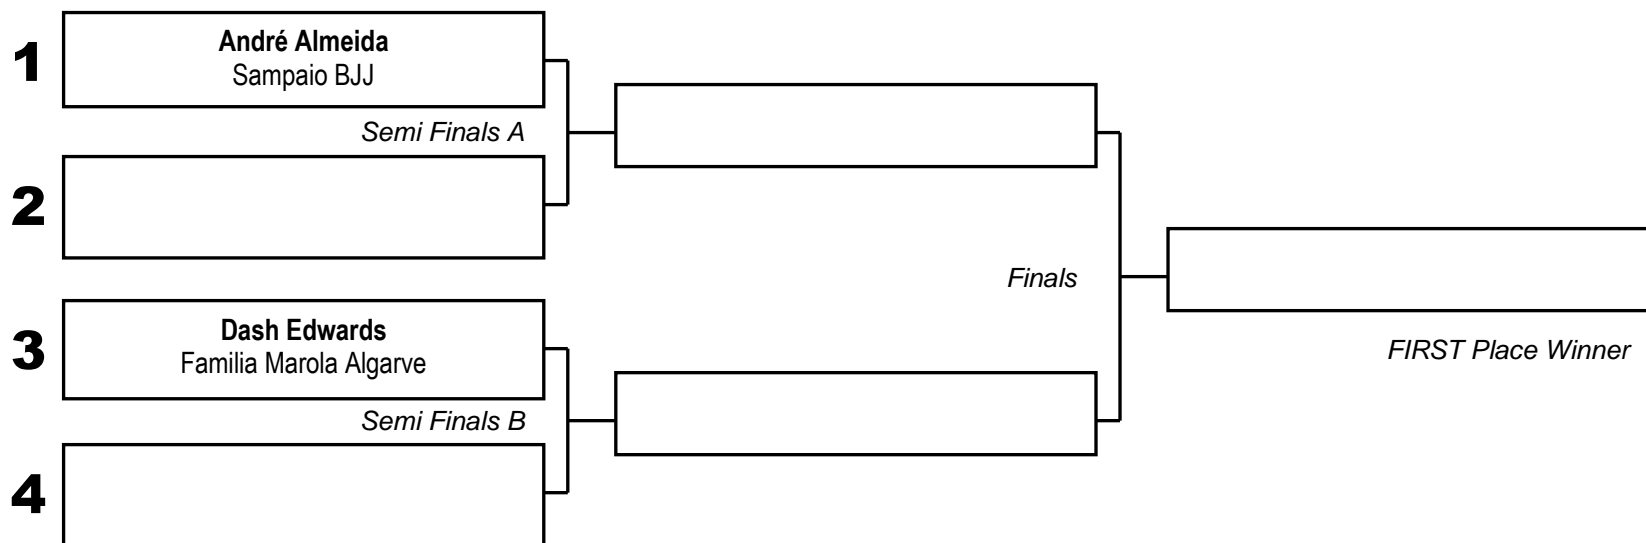 1
André Almeida
Sampaio BJJ
Semi Finals A
2
3
Dash Edwards
Familia Marola Algarve
Semi Finals B
4
Finals
FIRST Place Winner